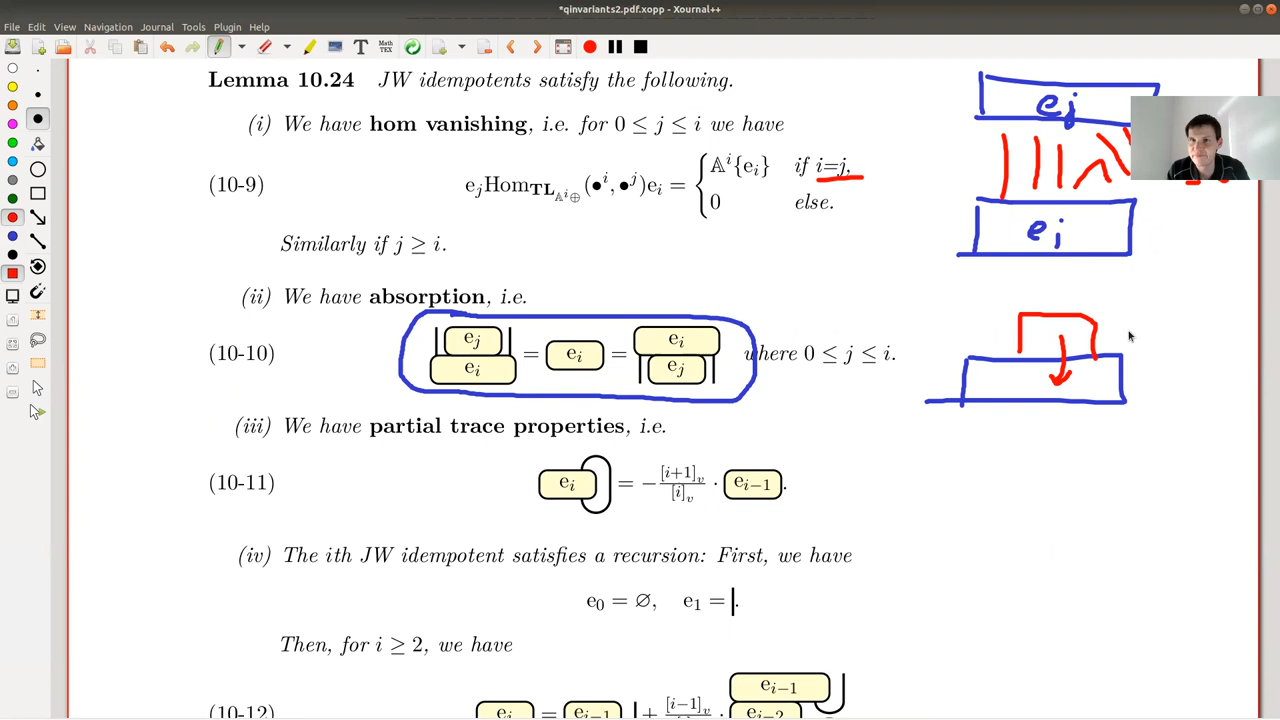 *qinvariants2.pdf.xopp - Xournal++
File Edit View Navigation Journal Tools Plugin Help
Lemma 10.24 JW idempotents satisfy the following.
(i) We have hom vanishing, i.e. for 0 ≤ j ≤ i we have
(10-9) e_jHom_{TL_{𝔸^i⊕}}(•^i, •^j)e_i = { 𝔸^i{e_i} if i=j,
0 else.
Similarly if j ≥ i.
(ii) We have absorption, i.e.
(10-10) e_j e_i = e_i = e_i e_j where 0 ≤ j ≤ i.
(iii) We have partial trace properties, i.e.
(10-11) e_i = −[i+1]_v/[i]_v · e_{i−1}.
(iv) The ith JW idempotent satisfies a recursion: First, we have
e_0 = ∅, e_1 = |.
Then, for i ≥ 2, we have
(10-12) e_i = e_{i−1} | + [i−1]_v · e_{i−1} e_{i−2}
e_j
e_i